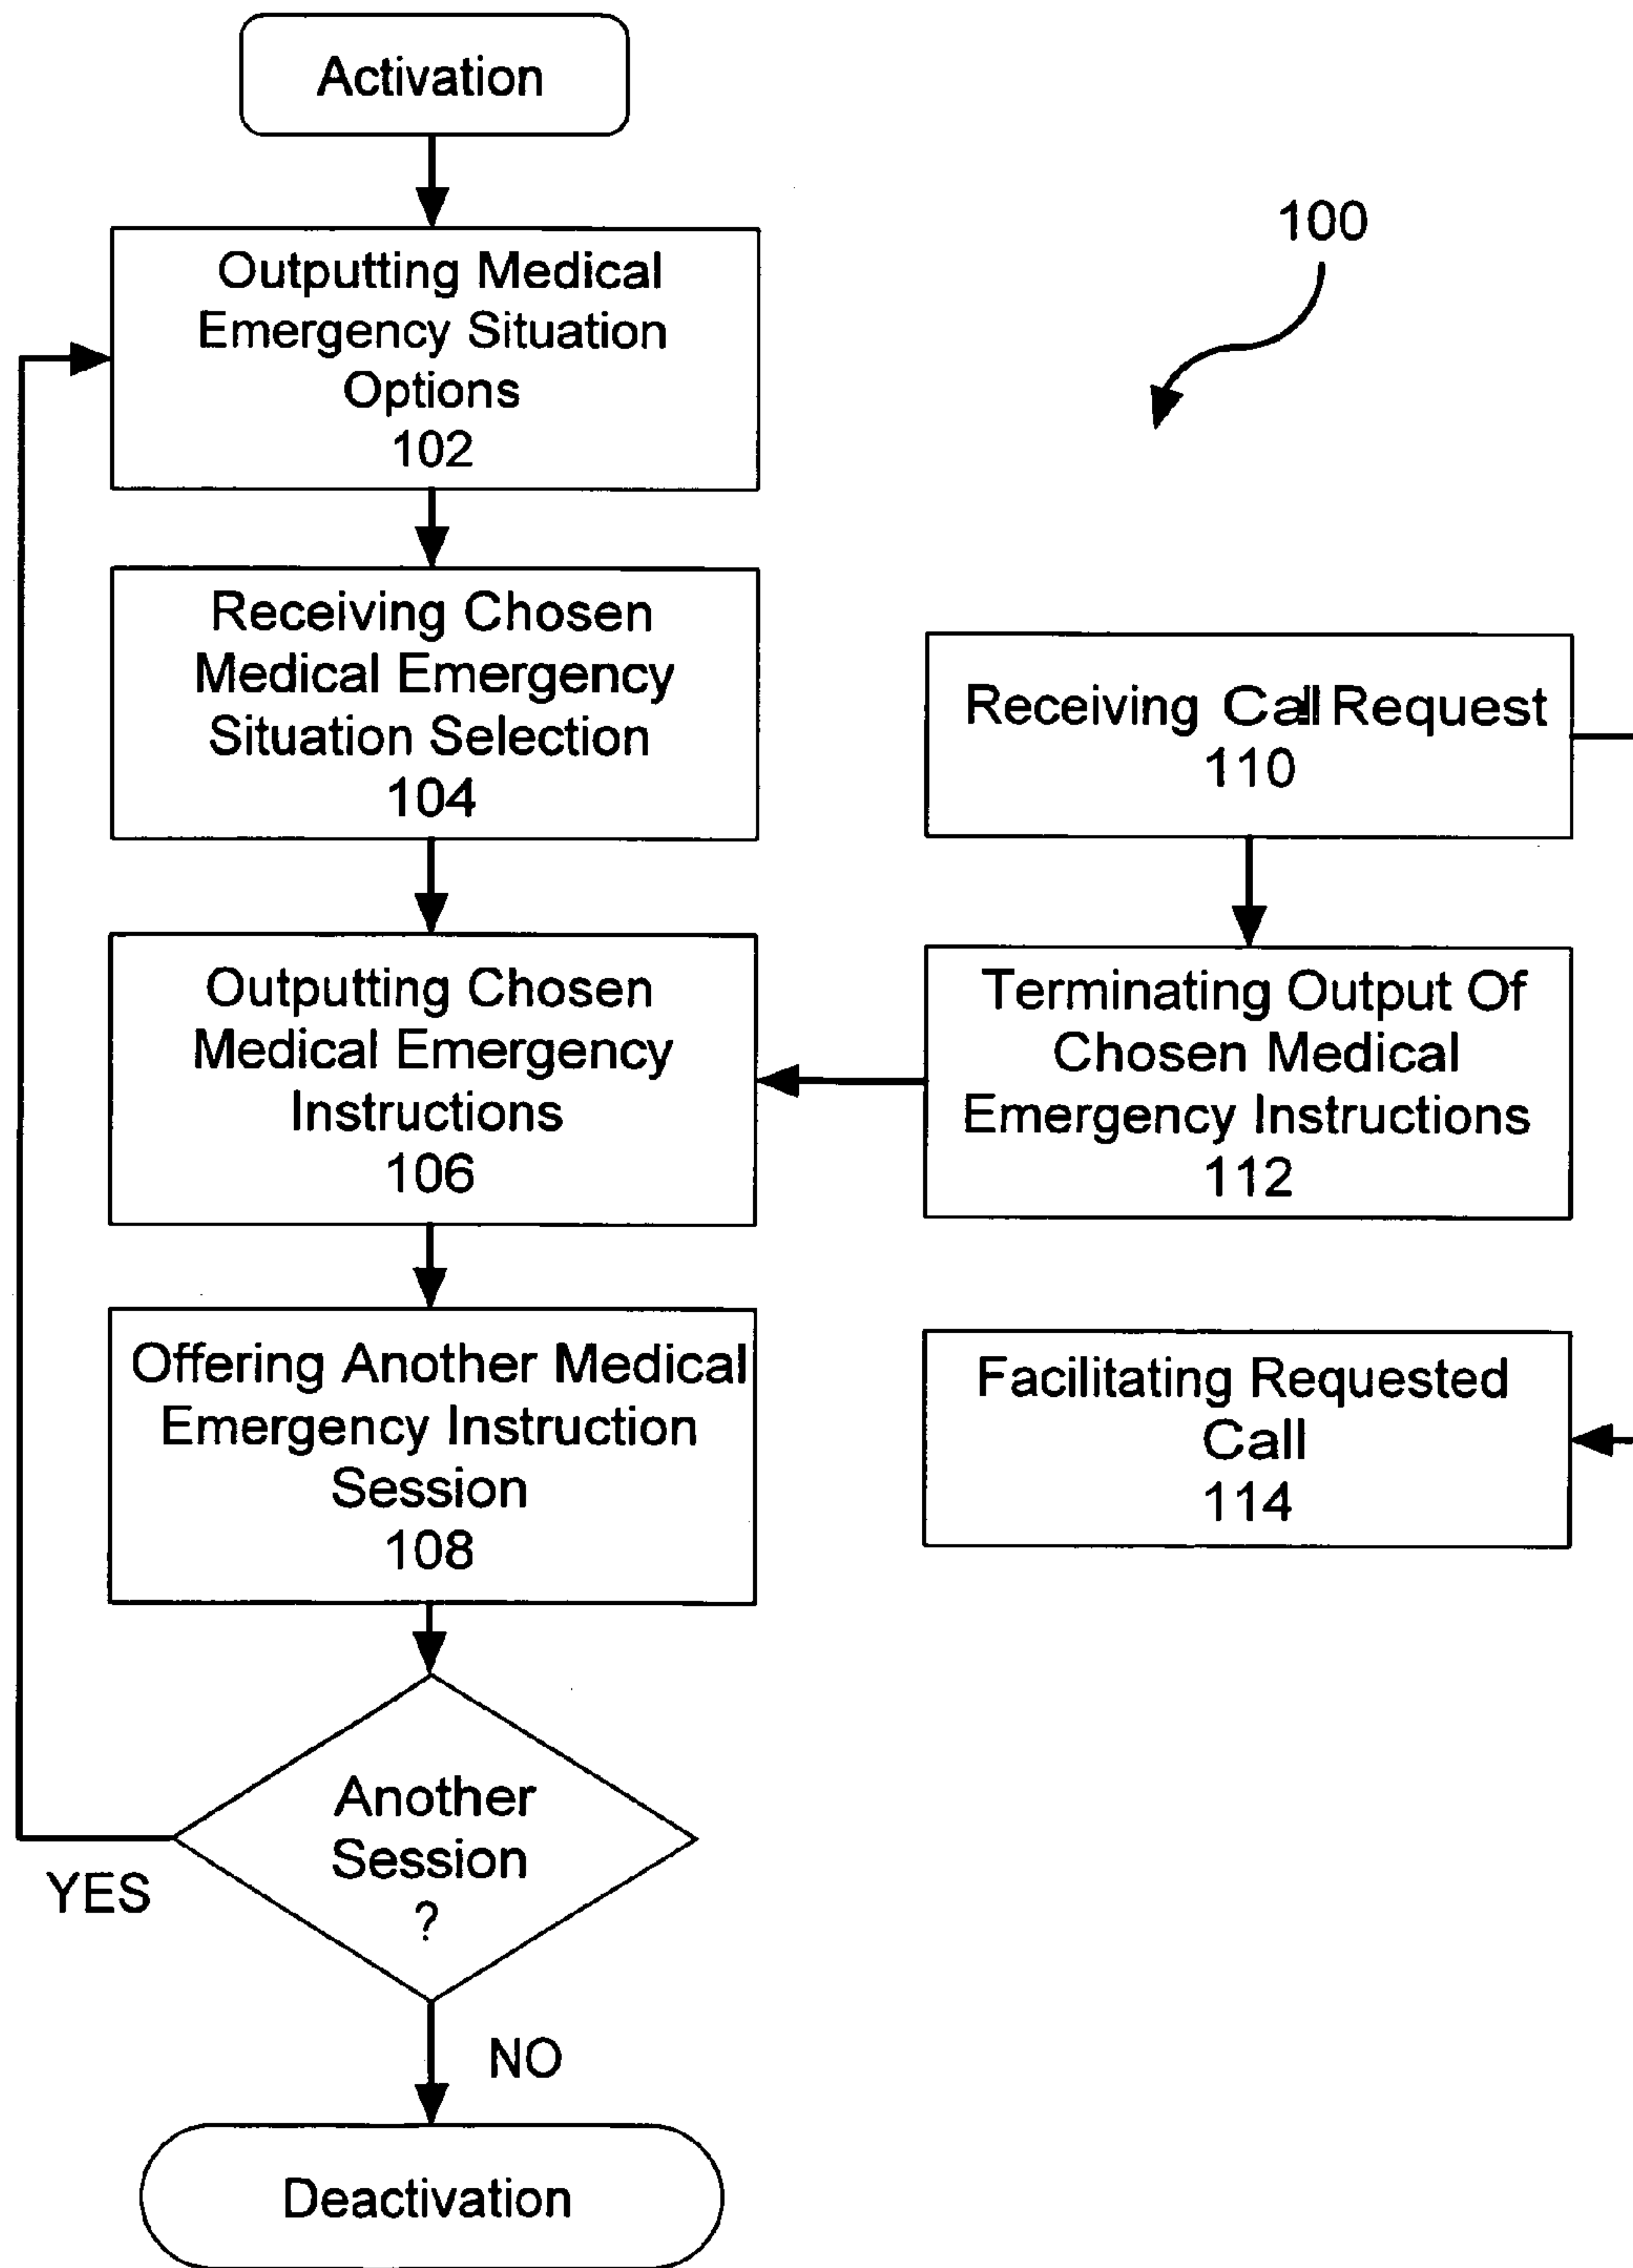 Activation
Outputting Medical
Emergency Situation
Options
102
100
Receiving Chosen
Medical Emergency
Situation Selection
104
Receiving Call Request
110
Outputting Chosen
Medical Emergency
Instructions
106
Terminating Output Of
Chosen Medical
Emergency Instructions
112
Offering Another Medical
Emergency Instruction
Session
108
Facilitating Requested
Call
114
Another
Session
?
YES
NO
Deactivation